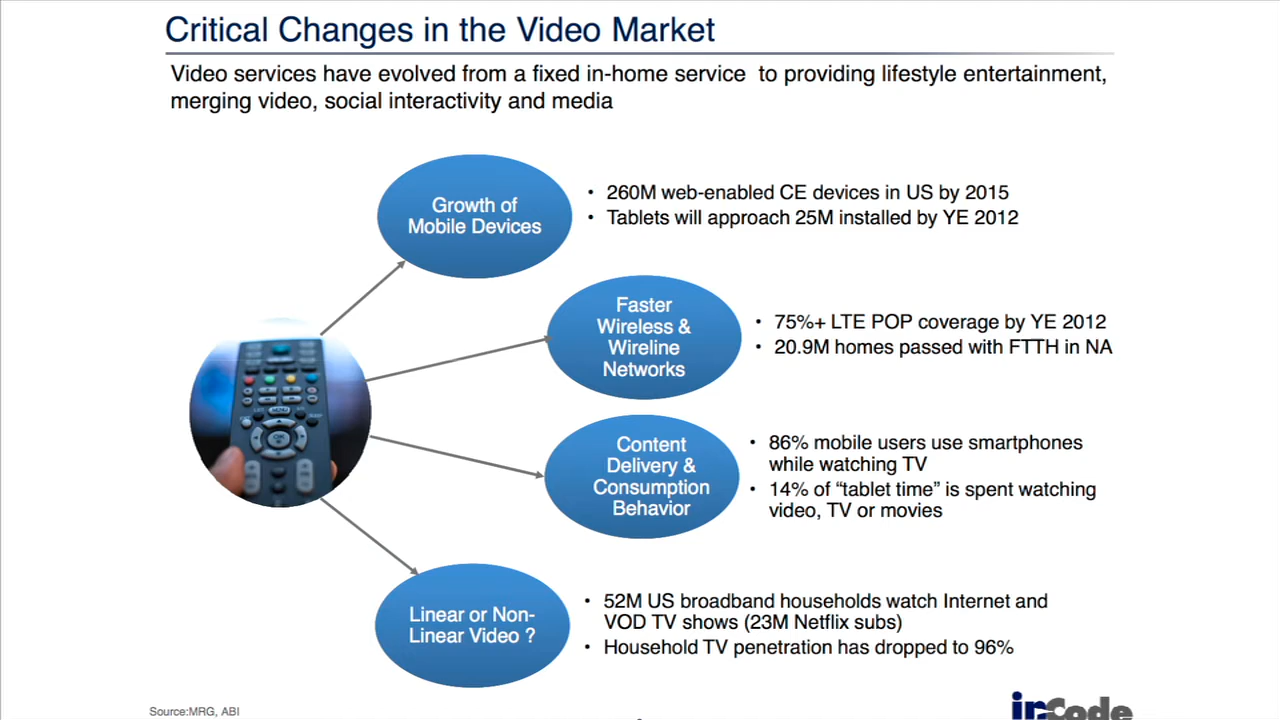 Critical Changes in the Video Market
Video services have evolved from a fixed in-home service to providing lifestyle entertainment,
merging video, social interactivity and media
Growth of
Mobile Devices
• 260M web-enabled CE devices in US by 2015
• Tablets will approach 25M installed by YE 2012
Faster
Wireless &
Wireline
Networks
• 75%+ LTE POP coverage by YE 2012
• 20.9M homes passed with FTTH in NA
Content
Delivery &
Consumption
Behavior
• 86% mobile users use smartphones
while watching TV
• 14% of “tablet time” is spent watching
video, TV or movies
Linear or Non-
Linear Video ?
• 52M US broadband households watch Internet and
VOD TV shows (23M Netflix subs)
• Household TV penetration has dropped to 96%
MENU
Source:MRG, ABI
inCode